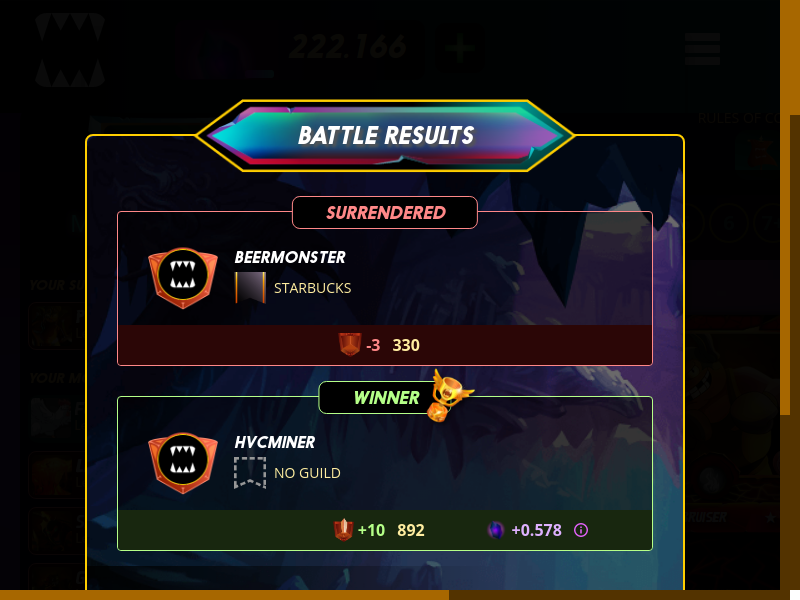 222.166
RULES OF
BATTLE RESULTS
SURRENDERED
BEERMONSTER
STARBUCKS
-3 330
WINNER
HVCMINER
NO GUILD
+10 892 +0.578